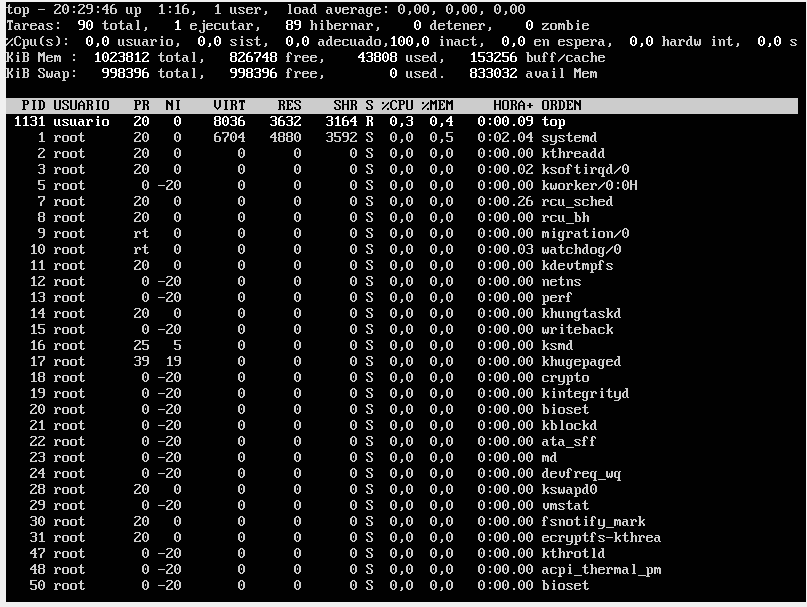 top - 20:29:46 up  1:16,  1 user,  load average: 0,00, 0,00, 0,00
Tareas:  90 total,   1 ejecutar,  89 hibernar,   0 detener,   0 zombie
%Cpu(s):  0,0 usuario,  0,0 sist,  0,0 adecuado,100,0 inact,  0,0 en espera,  0,0 hardw int,  0,0 s
KiB Mem :  1023812 total,   826748 free,    43808 used,   153256 buff/cache
KiB Swap:   998396 total,   998396 free,        0 used.   833032 avail Mem
PID USUARIO   PR  NI    VIRT    RES    SHR S %CPU %MEM     HORA+ ORDEN
1131 usuario   20   0    8036   3632   3164 R  0,3  0,4   0:00.09 top
1 root      20   0    6704   4880   3592 S  0,0  0,5   0:02.04 systemd
2 root      20   0       0      0      0 S  0,0  0,0   0:00.00 kthreadd
3 root      20   0       0      0      0 S  0,0  0,0   0:00.02 ksoftirqd/0
5 root       0 -20       0      0      0 S  0,0  0,0   0:00.00 kworker/0:0H
7 root      20   0       0      0      0 S  0,0  0,0   0:00.26 rcu_sched
8 root      20   0       0      0      0 S  0,0  0,0   0:00.00 rcu_bh
9 root      rt   0       0      0      0 S  0,0  0,0   0:00.00 migration/0
10 root      rt   0       0      0      0 S  0,0  0,0   0:00.03 watchdog/0
11 root      20   0       0      0      0 S  0,0  0,0   0:00.00 kdevtmpfs
12 root       0 -20       0      0      0 S  0,0  0,0   0:00.00 netns
13 root       0 -20       0      0      0 S  0,0  0,0   0:00.00 perf
14 root      20   0       0      0      0 S  0,0  0,0   0:00.00 khungtaskd
15 root       0 -20       0      0      0 S  0,0  0,0   0:00.00 writeback
16 root      25   5       0      0      0 S  0,0  0,0   0:00.00 ksmd
17 root      39  19       0      0      0 S  0,0  0,0   0:00.00 khugepaged
18 root       0 -20       0      0      0 S  0,0  0,0   0:00.00 crypto
19 root       0 -20       0      0      0 S  0,0  0,0   0:00.00 kintegrityd
20 root       0 -20       0      0      0 S  0,0  0,0   0:00.00 bioset
21 root       0 -20       0      0      0 S  0,0  0,0   0:00.00 kblockd
22 root       0 -20       0      0      0 S  0,0  0,0   0:00.00 ata_sff
23 root       0 -20       0      0      0 S  0,0  0,0   0:00.00 md
24 root       0 -20       0      0      0 S  0,0  0,0   0:00.00 devfreq_wq
28 root      20   0       0      0      0 S  0,0  0,0   0:00.00 kswapd0
29 root       0 -20       0      0      0 S  0,0  0,0   0:00.00 vmstat
30 root      20   0       0      0      0 S  0,0  0,0   0:00.00 fsnotify_mark
31 root      20   0       0      0      0 S  0,0  0,0   0:00.00 ecryptfs-kthrea
47 root       0 -20       0      0      0 S  0,0  0,0   0:00.00 kthrotld
48 root       0 -20       0      0      0 S  0,0  0,0   0:00.00 acpi_thermal_pm
50 root       0 -20       0      0      0 S  0,0  0,0   0:00.00 bioset